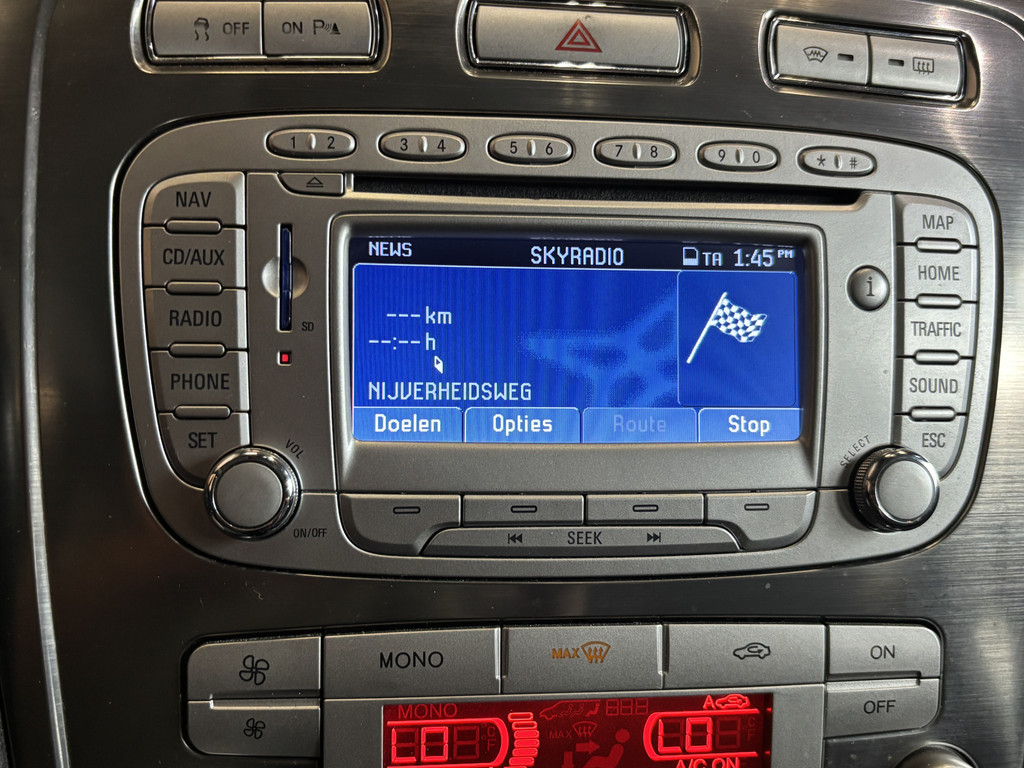 OFF ON P
1 2 3 4 5 6 7 8 9 0 * #
NAV
CD/AUX
RADIO
PHONE
SET
SD
VOL
ON/OFF
NEWS SKYRADIO TA 1:45 PM
---km
--:--h
NIJVERHEIDSWEG
Doelen Opties Route Stop
SEEK
i
MAP
HOME
TRAFFIC
SOUND
ESC
SELECT
MONO MAX ON
OFF
MONO A
LO LO
MAX
A/C ON